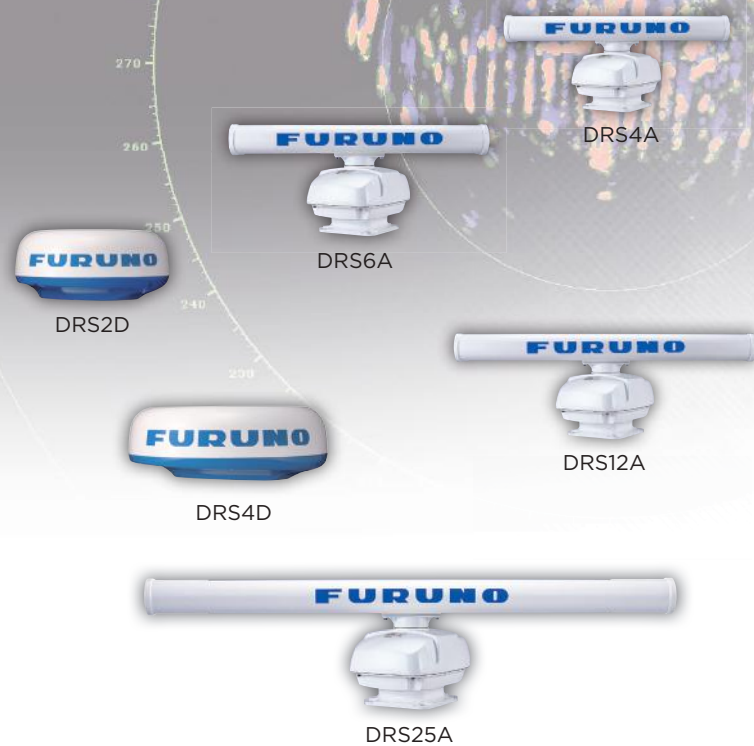 270
FURUNO
DRS4A
260
FURUNO
DRS6A
250
FURUNO
DRS2D
240
FURUNO
DRS12A
230
FURUNO
DRS4D
FURUNO
DRS25A